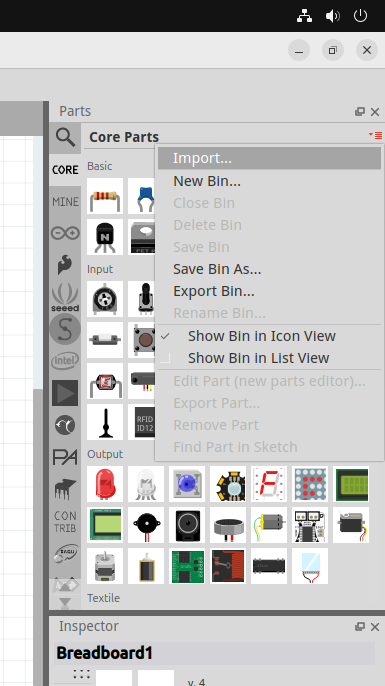 Parts
Core Parts
CORE
Basic
MINE
N
Input
seeed
intel
RFID
ID12
PA
CON
TRIB
Output
Textile
Import...
New Bin...
Close Bin
Delete Bin
Save Bin
Save Bin As...
Export Bin...
Rename Bin...
Show Bin in Icon View
Show Bin in List View
Edit Part (new parts editor)...
Export Part...
Remove Part
Find Part in Sketch
Inspector
Breadboard1
v. 4